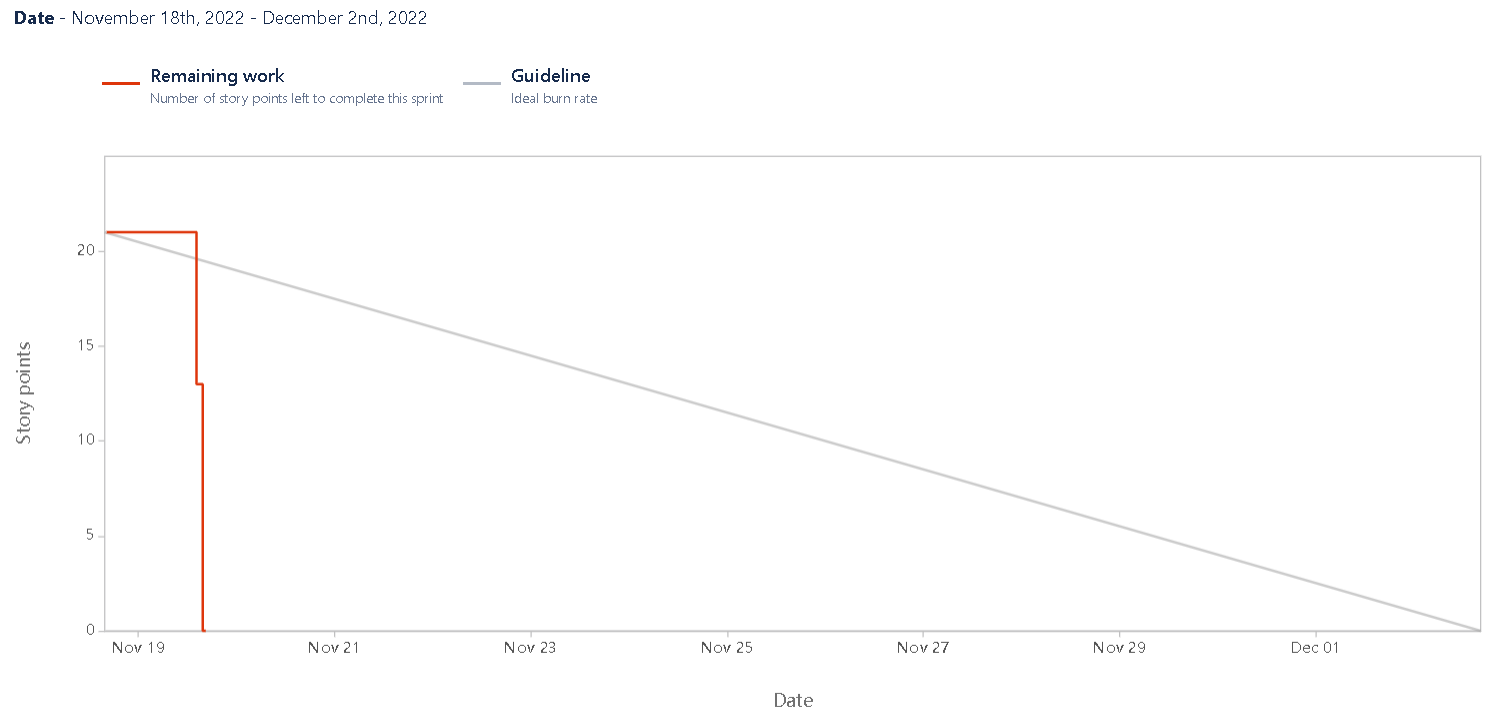 Date - November 18th, 2022 - December 2nd, 2022
Remaining work
Number of story points left to complete this sprint
Guideline
Ideal burn rate
Story points
20
15
10
5
0
Nov 19
Nov 21
Nov 23
Nov 25
Nov 27
Nov 29
Dec 01
Date